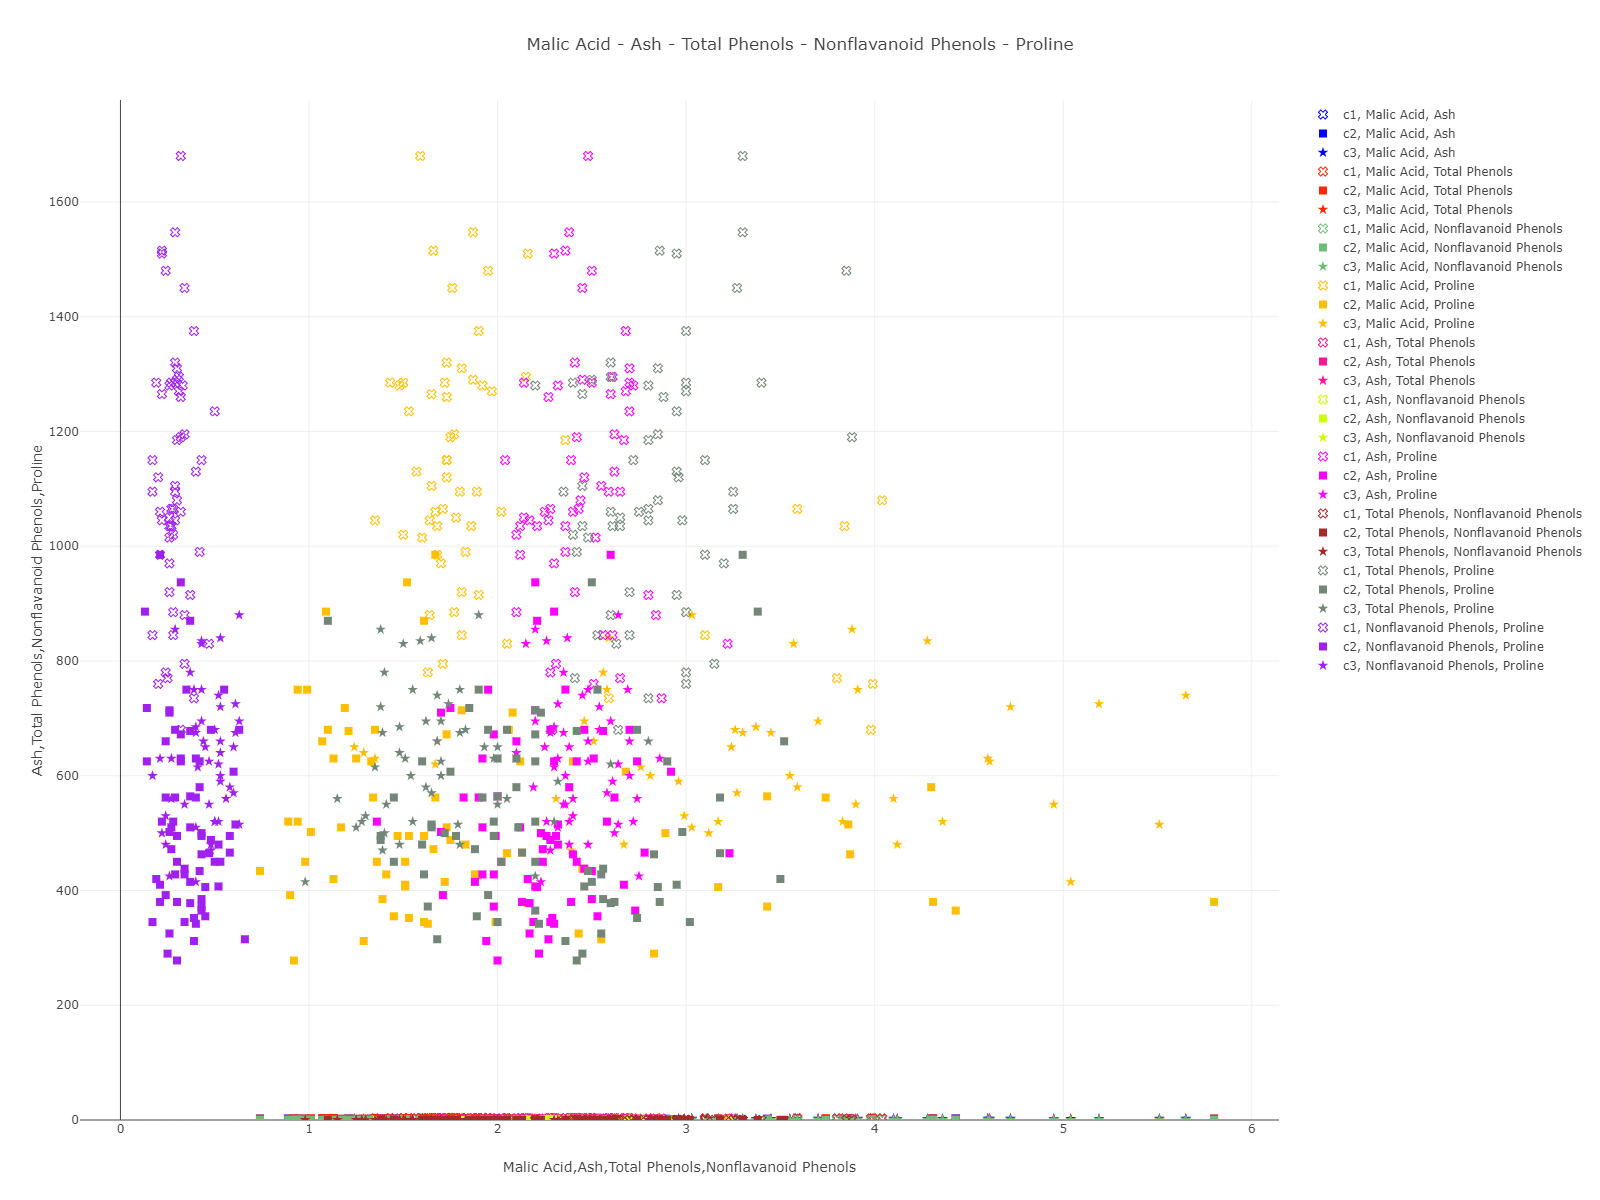 Malic Acid - Ash - Total Phenols - Nonflavanoid Phenols - Proline
c1, Malic Acid, Ash
c2, Malic Acid, Ash
c3, Malic Acid, Ash
c1, Malic Acid, Total Phenols
c2, Malic Acid, Total Phenols
c3, Malic Acid, Total Phenols
c1, Malic Acid, Nonflavanoid Phenols
c2, Malic Acid, Nonflavanoid Phenols
c3, Malic Acid, Nonflavanoid Phenols
c1, Malic Acid, Proline
c2, Malic Acid, Proline
c3, Malic Acid, Proline
c1, Ash, Total Phenols
c2, Ash, Total Phenols
c3, Ash, Total Phenols
c1, Ash, Nonflavanoid Phenols
c2, Ash, Nonflavanoid Phenols
c3, Ash, Nonflavanoid Phenols
c1, Ash, Proline
c2, Ash, Proline
c3, Ash, Proline
c1, Total Phenols, Nonflavanoid Phenols
c2, Total Phenols, Nonflavanoid Phenols
c3, Total Phenols, Nonflavanoid Phenols
c1, Total Phenols, Proline
c2, Total Phenols, Proline
c3, Total Phenols, Proline
c1, Nonflavanoid Phenols, Proline
c2, Nonflavanoid Phenols, Proline
c3, Nonflavanoid Phenols, Proline
Ash,Total Phenols,Nonflavanoid Phenols,Proline
1600
1400
1200
1000
800
600
400
200
0
0 1 2 3 4 5 6
Malic Acid,Ash,Total Phenols,Nonflavanoid Phenols